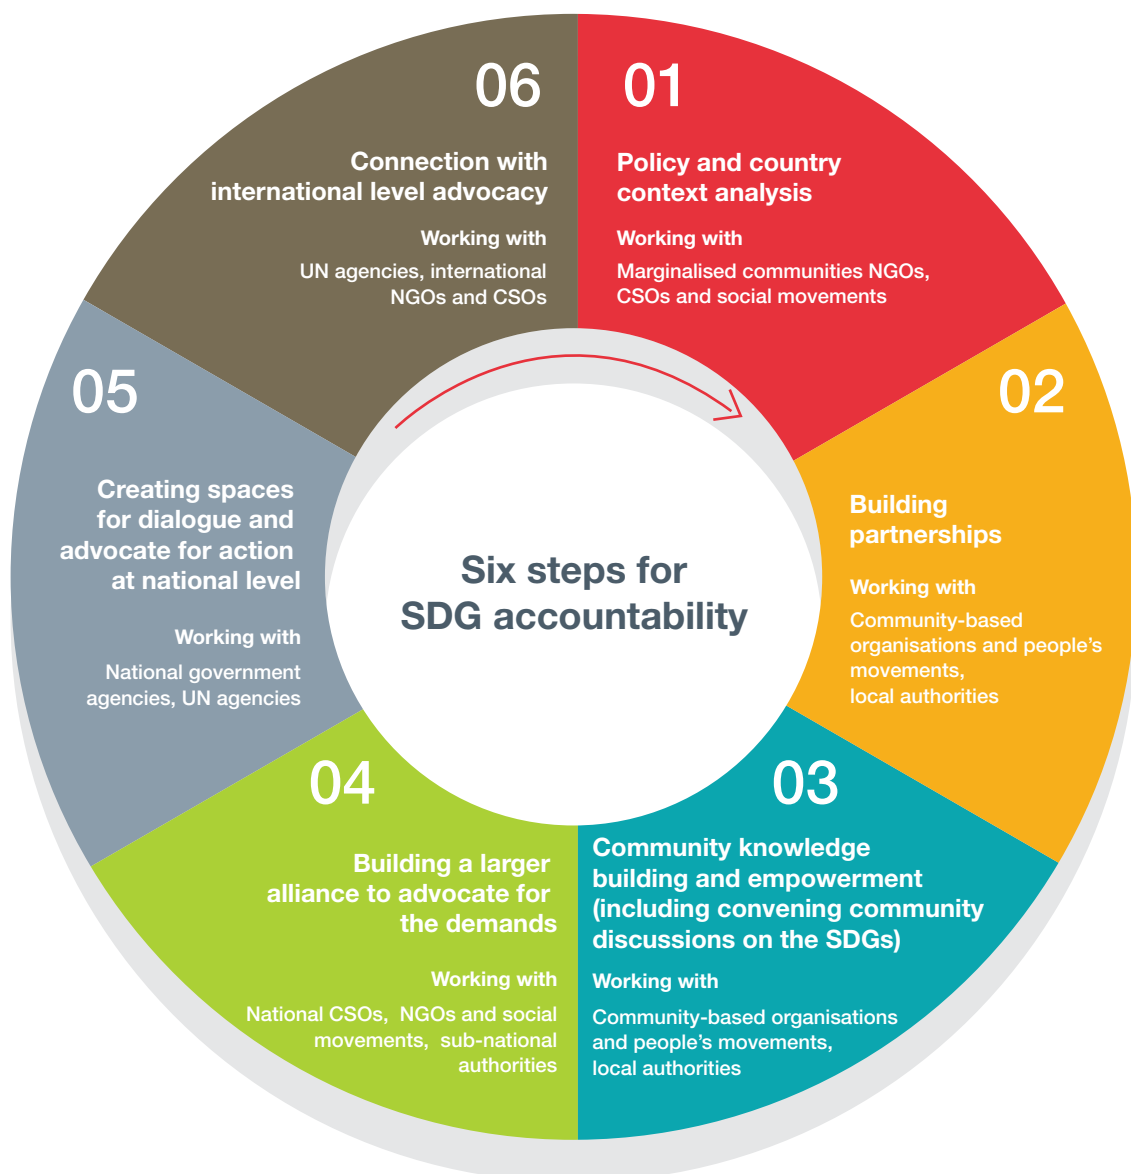 Six steps for
SDG accountability
01
Policy and country
context analysis
Working with
Marginalised communities NGOs,
CSOs and social movements
02
Building
partnerships
Working with
Community-based
organisations and people’s
movements,
local authorities
03
Community knowledge
building and empowerment
(including convening community
discussions on the SDGs)
Working with
Community-based organisations
and people’s movements,
local authorities
04
Building a larger
alliance to advocate for
the demands
Working with
National CSOs, NGOs and social
movements, sub-national
authorities
05
Creating spaces
for dialogue and
advocate for action
at national level
Working with
National government
agencies, UN agencies
06
Connection with
international level advocacy
Working with
UN agencies, international
NGOs and CSOs